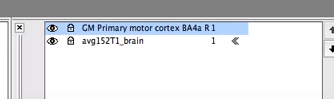 GM Primary motor cortex BA4a R 1
avg152T1_brain 1